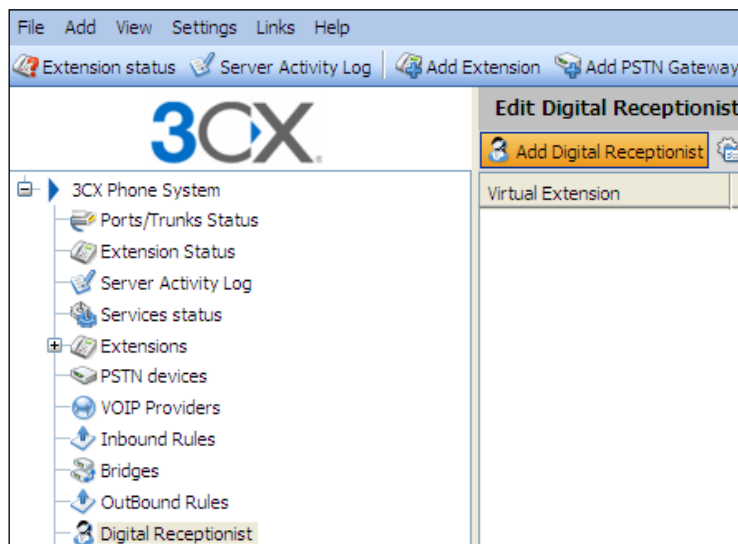 File Add View Settings Links Help
Extension status Server Activity Log Add Extension Add PSTN Gateway
3CX
Edit Digital Receptionist
Add Digital Receptionist
Virtual Extension
3CX Phone System
Ports/Trunks Status
Extension Status
Server Activity Log
Services status
Extensions
PSTN devices
VOIP Providers
Inbound Rules
Bridges
OutBound Rules
Digital Receptionist